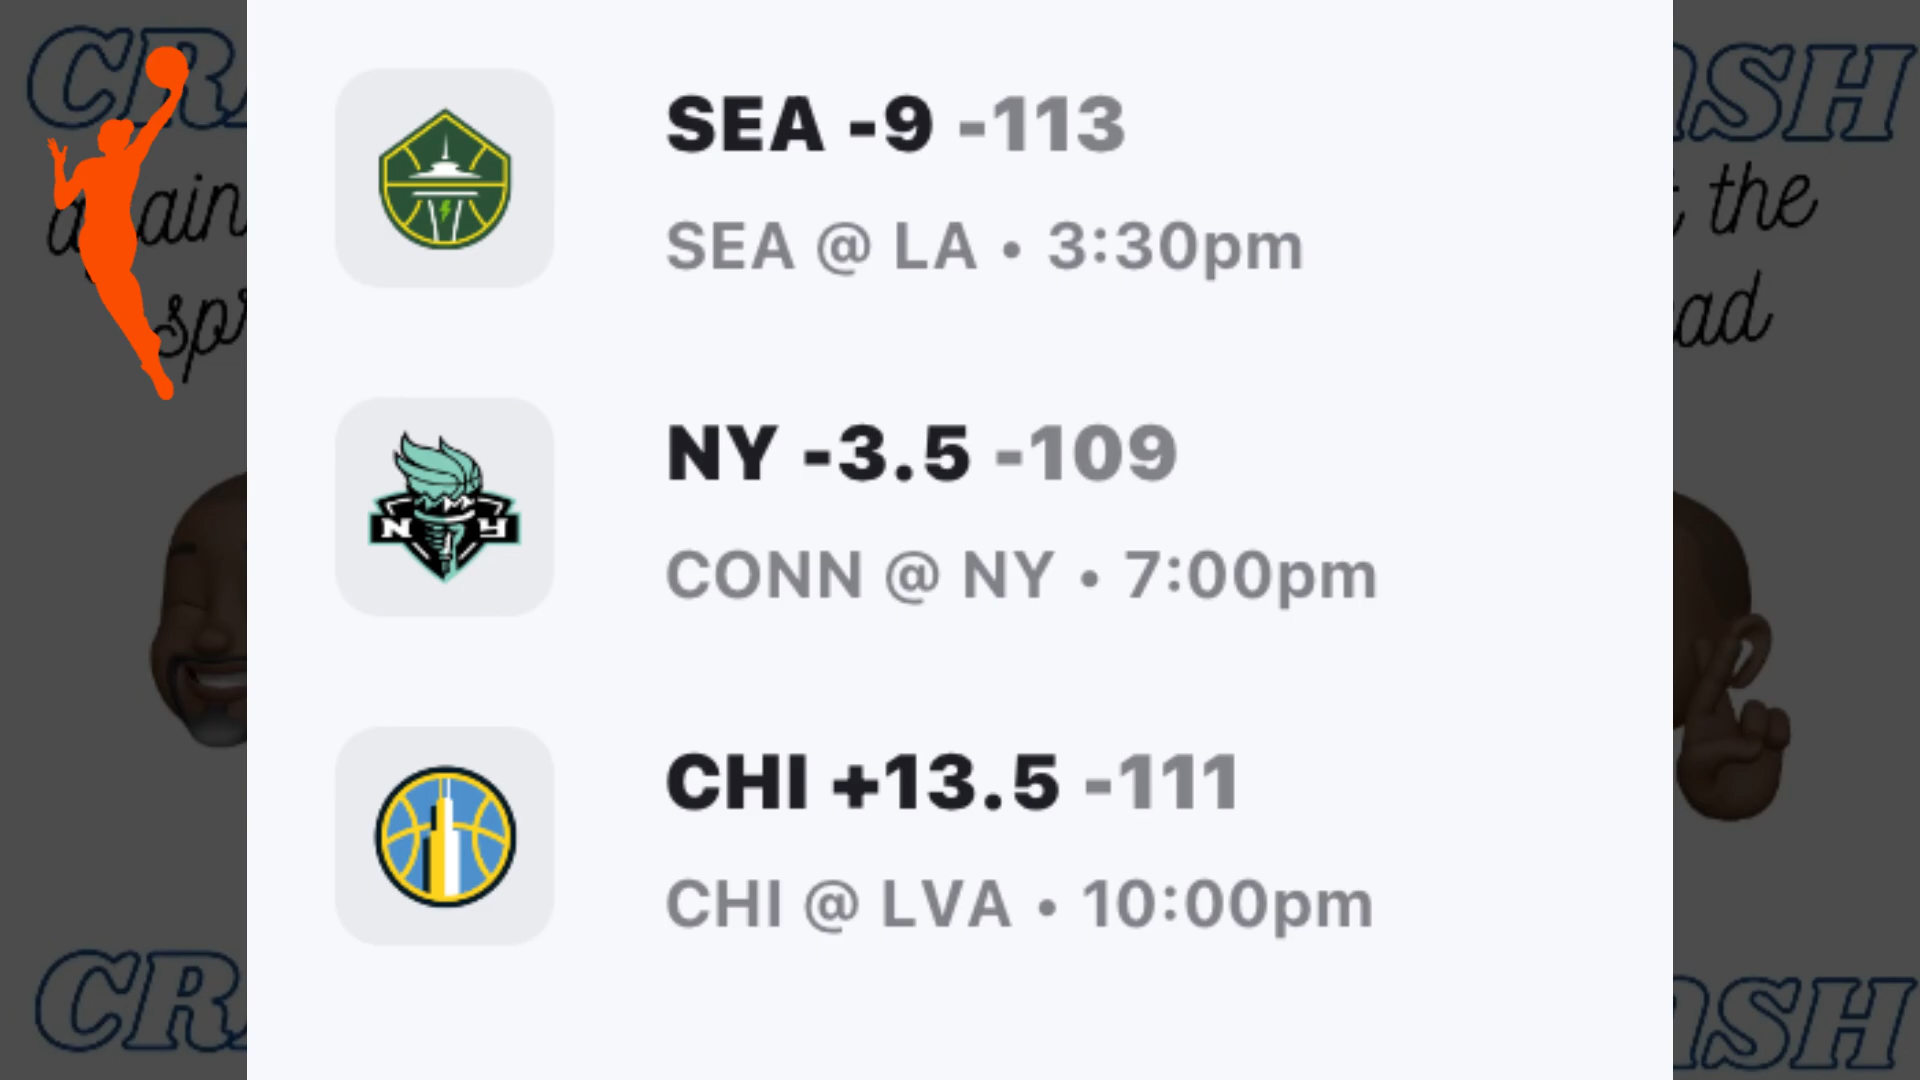 SEA -9 -113
SEA @ LA • 3:30pm
NY -3.5 -109
CONN @ NY • 7:00pm
CHI +13.5 -111
CHI @ LVA • 10:00pm
the